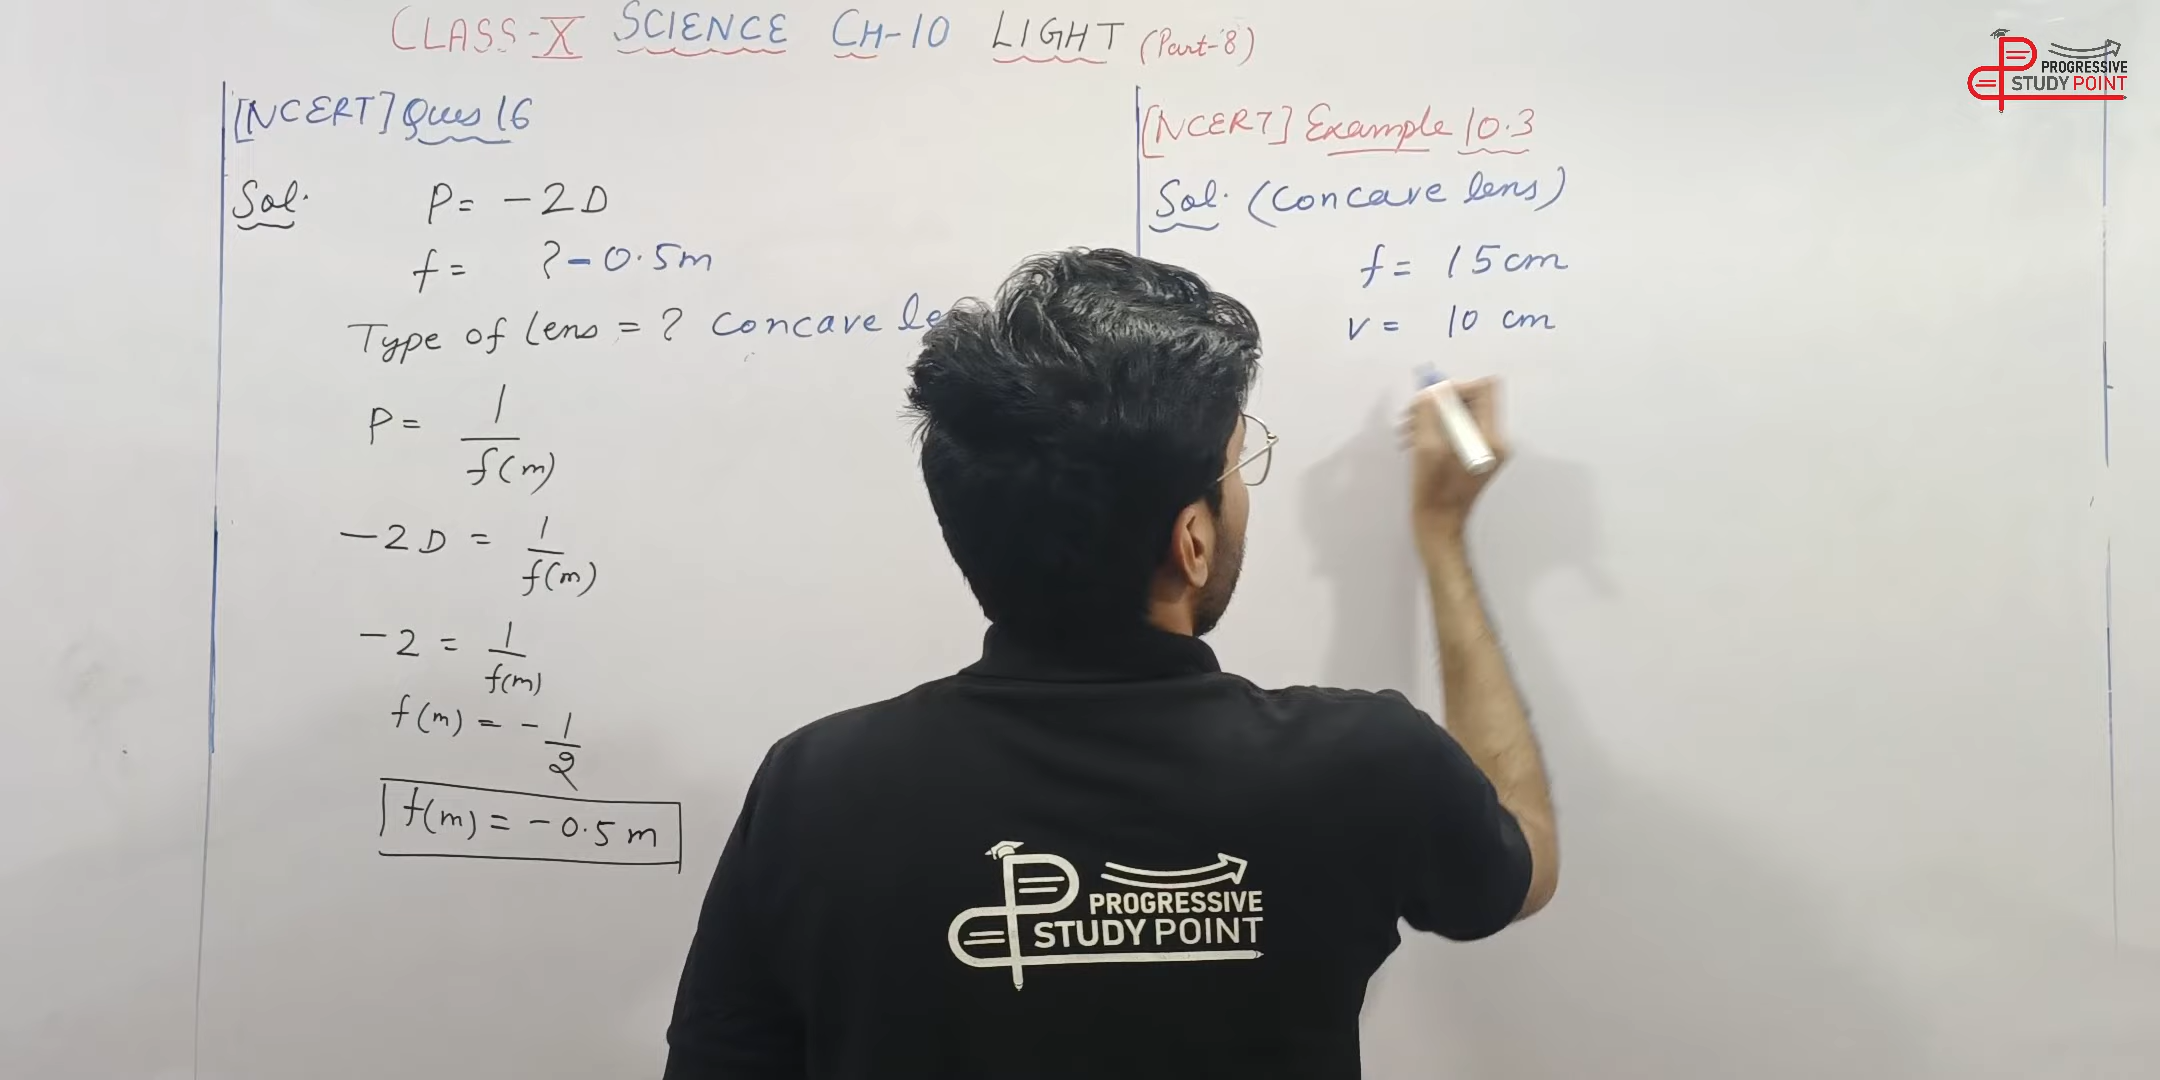 CLASS-X SCIENCE CH-10 LIGHT (Part-8)
PROGRESSIVE
STUDY POINT
[NCERT] Ques 16
Sol. P = -2D
f = ? -0.5m
Type of Lens = ? Concave le
P = 1/f(m)
-2D = 1/f(m)
-2 = 1/f(m)
f(m) = -1/2
f(m) = -0.5 m
[NCERT] Example 10.3
Sol. (Concave lens)
f = 15cm
v = 10 cm
PROGRESSIVE
STUDY POINT